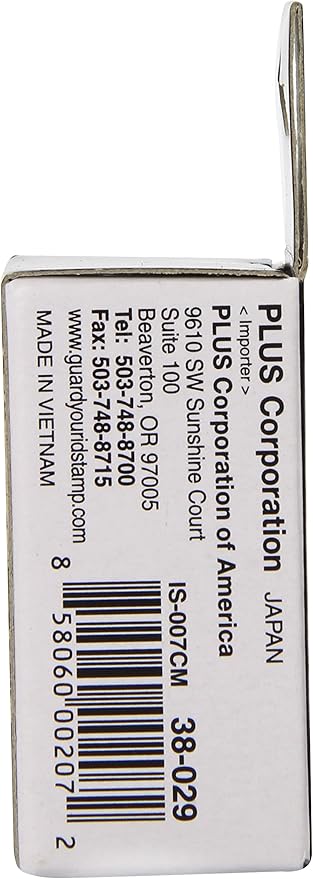 PLUS Corporation JAPAN
< Importer >
PLUS Corporation of America
9610 SW Sunshine Court
Suite 100
Beaverton, OR 97005
Tel: 503-748-8700
Fax: 503-748-8715
www.guardyouridstamp.com
MADE IN VIETNAM
IS-007CM 38-029
8 58060 00207 2